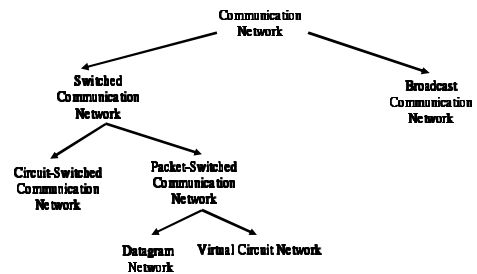 Communication
Network
Switched
Communication
Network
Broadcast
Communication
Network
Circuit-Switched
Communication
Network
Packet-Switched
Communication
Network
Datagram
Network
Virtual Circuit Network